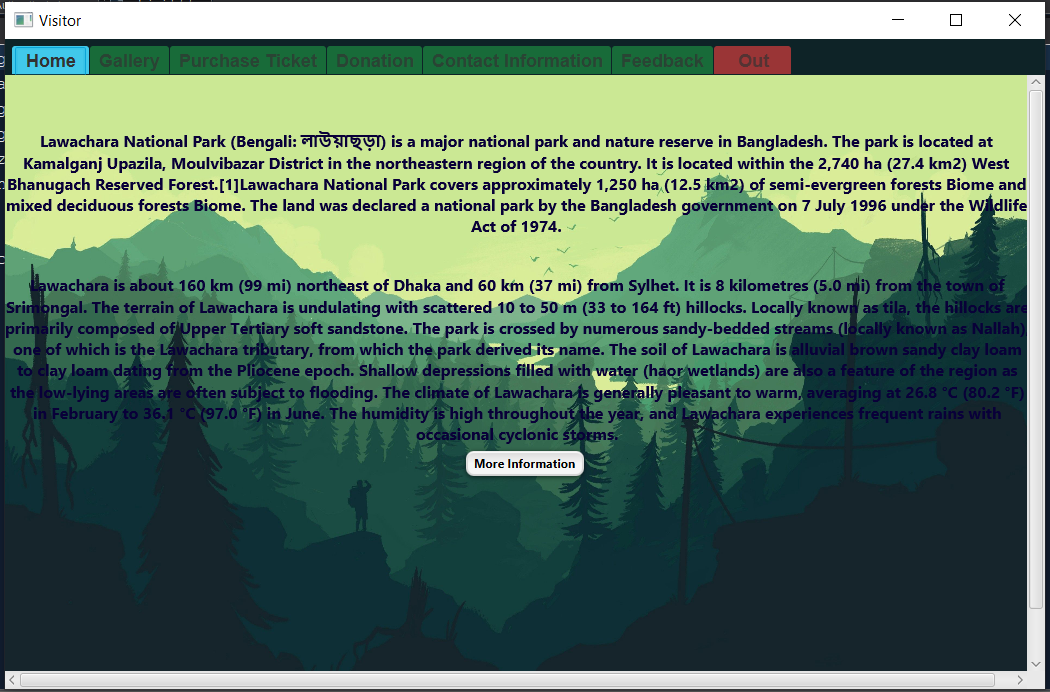 Visitor
Home Gallery Purchase Ticket Donation Contact Information Feedback Out
Lawachara National Park (Bengali: লাউয়াছড়া) is a major national park and nature reserve in Bangladesh. The park is located at
Kamalganj Upazila, Moulvibazar District in the northeastern region of the country. It is located within the 2,740 ha (27.4 km2) West
Bhanugach Reserved Forest.[1]Lawachara National Park covers approximately 1,250 ha (12.5 km2) of semi-evergreen forests Biome and
mixed deciduous forests Biome. The land was declared a national park by the Bangladesh government on 7 July 1996 under the Wildlife
Act of 1974.
Lawachara is about 160 km (99 mi) northeast of Dhaka and 60 km (37 mi) from Sylhet. It is 8 kilometres (5.0 mi) from the town of
Srimongal. The terrain of Lawachara is undulating with scattered 10 to 50 m (33 to 164 ft) hillocks. Locally known as tila, the hillocks are
primarily composed of Upper Tertiary soft sandstone. The park is crossed by numerous sandy-bedded streams (locally known as Nallah),
one of which is the Lawachara tributary, from which the park derived its name. The soil of Lawachara is alluvial brown sandy clay loam
to clay loam dating from the Pliocene epoch. Shallow depressions filled with water (haor wetlands) are also a feature of the region as
the low-lying areas are often subject to flooding. The climate of Lawachara is generally pleasant to warm, averaging at 26.8 °C (80.2 °F)
in February to 36.1 °C (97.0 °F) in June. The humidity is high throughout the year, and Lawachara experiences frequent rains with
occasional cyclonic storms.
More Information